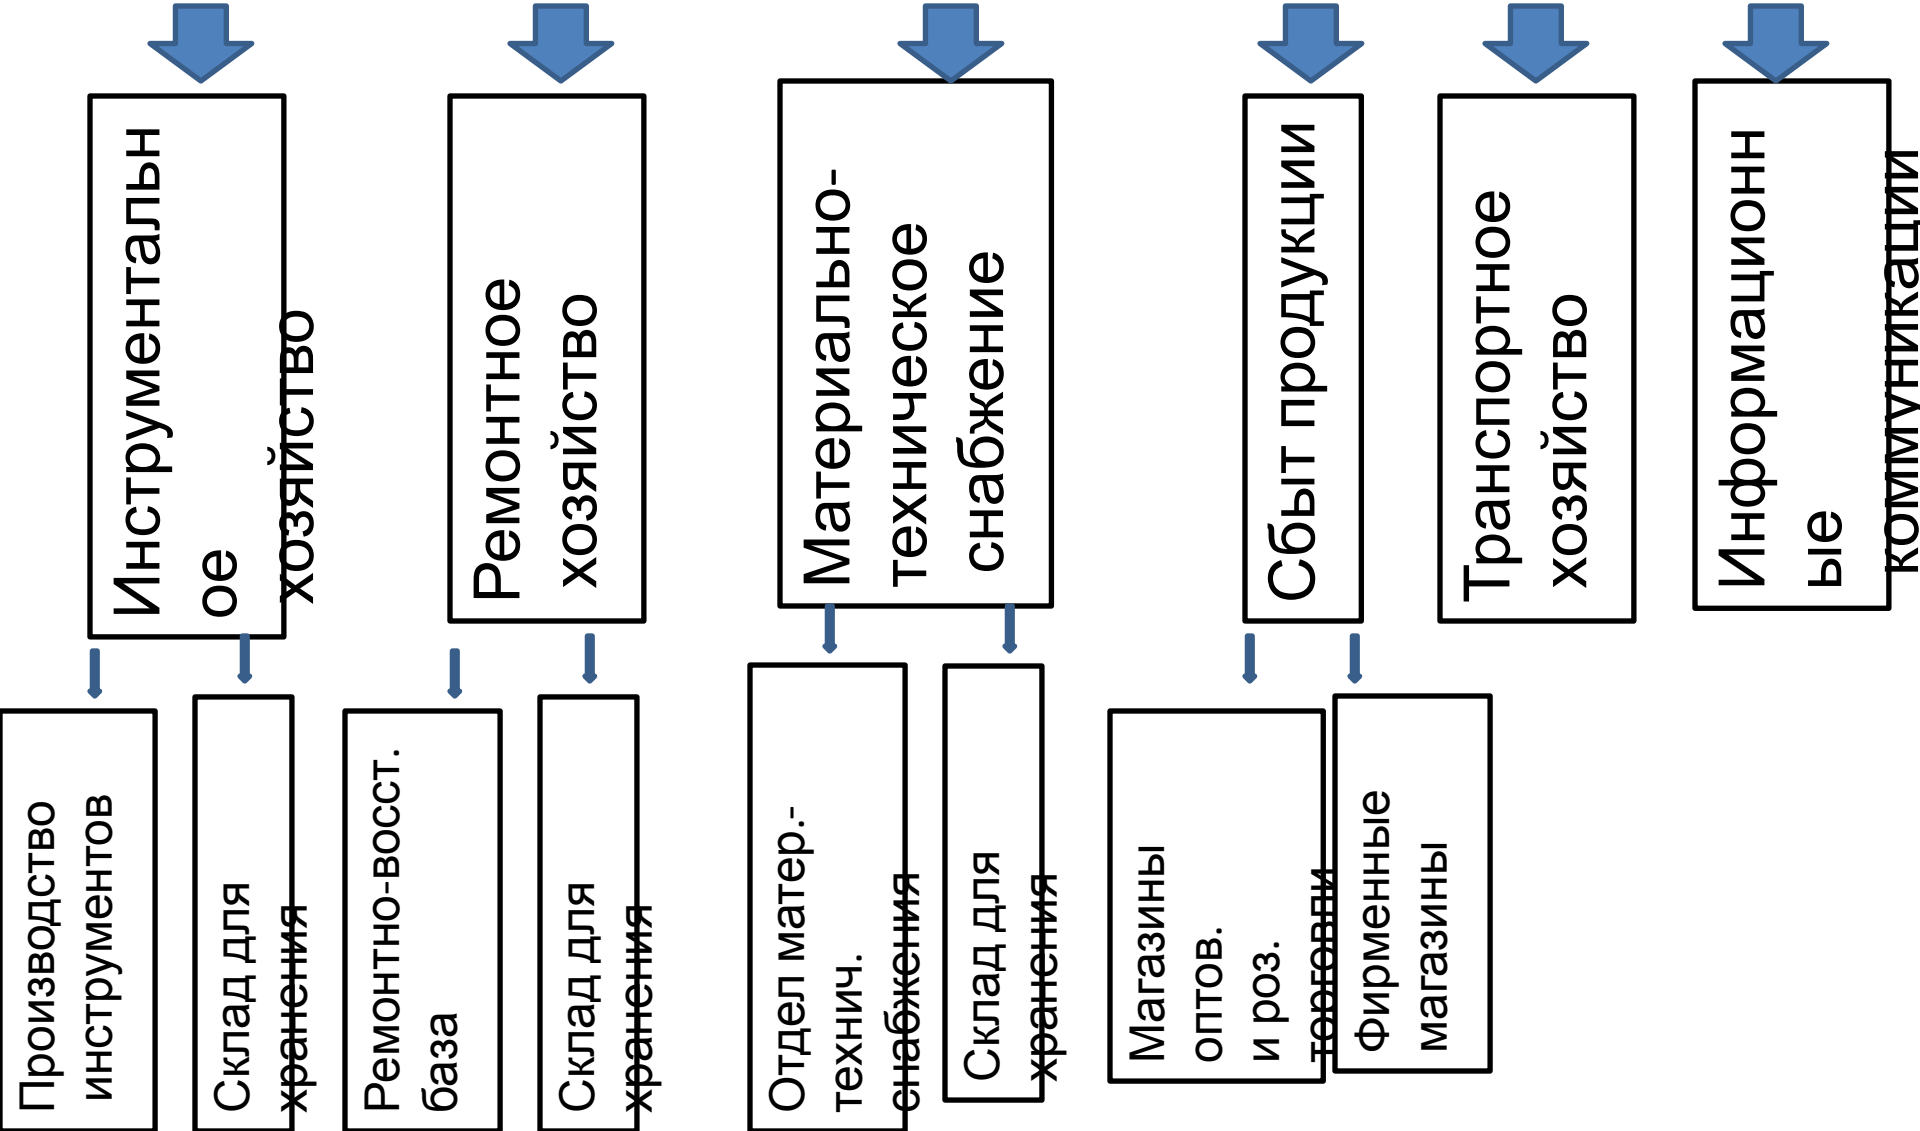 Инструментальн
ое
хозяйство
Ремонтное
хозяйство
Материально-
техническое
снабжение
Сбыт продукции
Транспортное
хозяйство
Информационн
ые
коммуникации
Производство
инструментов
Склад для
хранения
Ремонтно-восст.
база
Склад для
хранения
Отдел матер.-
технич.
снабжения
Склад для
хранения
Магазины
оптов.
и роз.
торговли
Фирменные
магазины